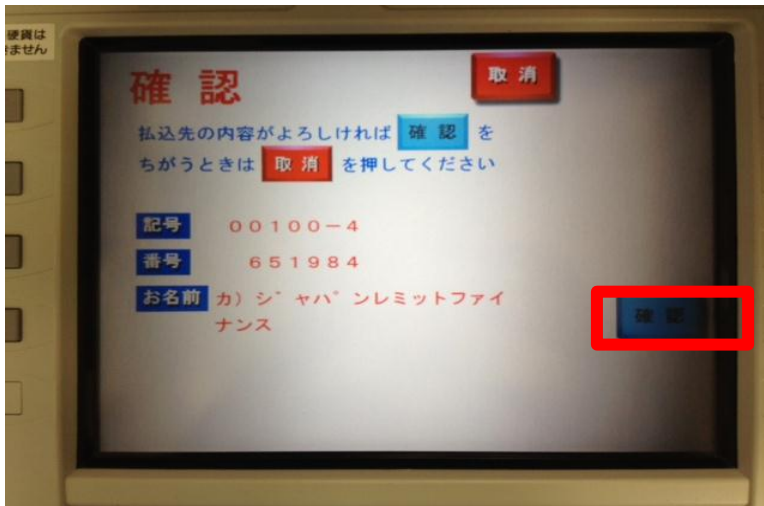 硬貨は
きません
確認
取消
払込先の内容がよろしければ 確認 を
ちがうときは 取消 を押してください
記号 00100-4
番号 651984
お名前 カ）シ゛ャハ゜ンレミットファイ
ナンス
確認